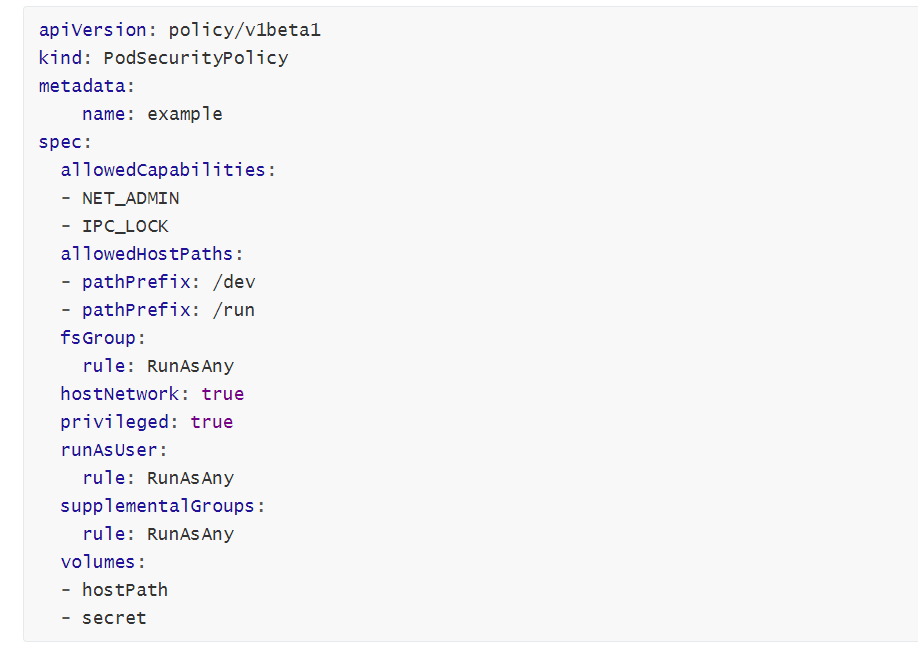 apiVersion: policy/v1beta1
kind: PodSecurityPolicy
metadata:
    name: example
spec:
  allowedCapabilities:
  - NET_ADMIN
  - IPC_LOCK
  allowedHostPaths:
  - pathPrefix: /dev
  - pathPrefix: /run
  fsGroup:
    rule: RunAsAny
  hostNetwork: true
  privileged: true
  runAsUser:
    rule: RunAsAny
  supplementalGroups:
    rule: RunAsAny
  volumes:
  - hostPath
  - secret